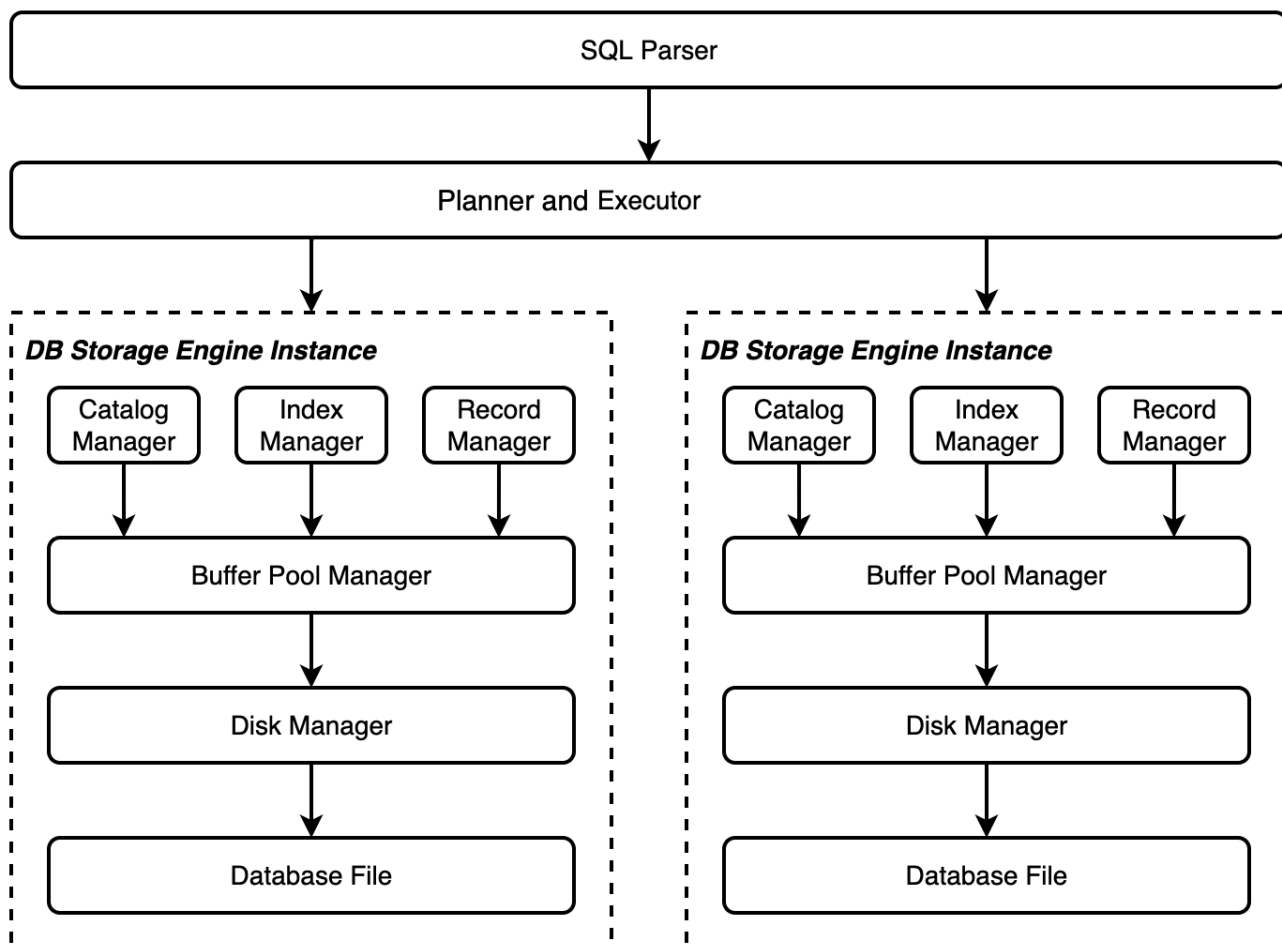 SQL Parser
Planner and Executor
DB Storage Engine Instance
Catalog
Manager
Index
Manager
Record
Manager
Buffer Pool Manager
Disk Manager
Database File
DB Storage Engine Instance
Catalog
Manager
Index
Manager
Record
Manager
Buffer Pool Manager
Disk Manager
Database File